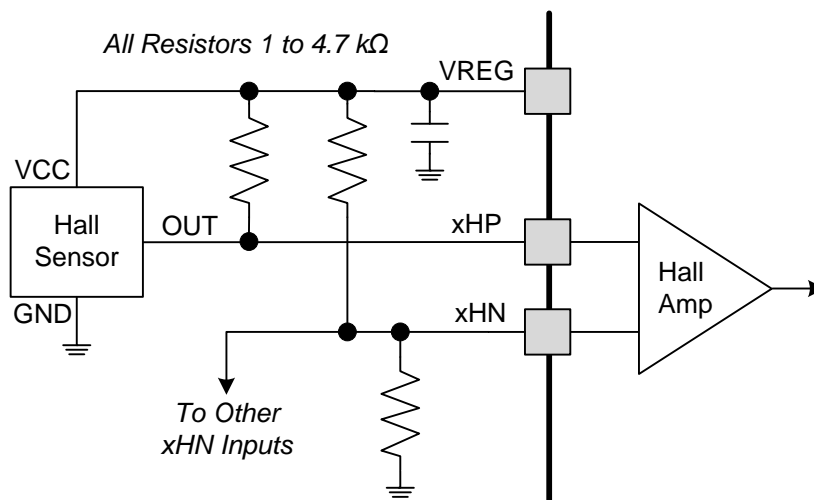 All Resistors 1 to 4.7 kΩ
VREG
VCC
Hall
Sensor
OUT
xHP
GND
xHN
Hall
Amp
To Other
xHN Inputs